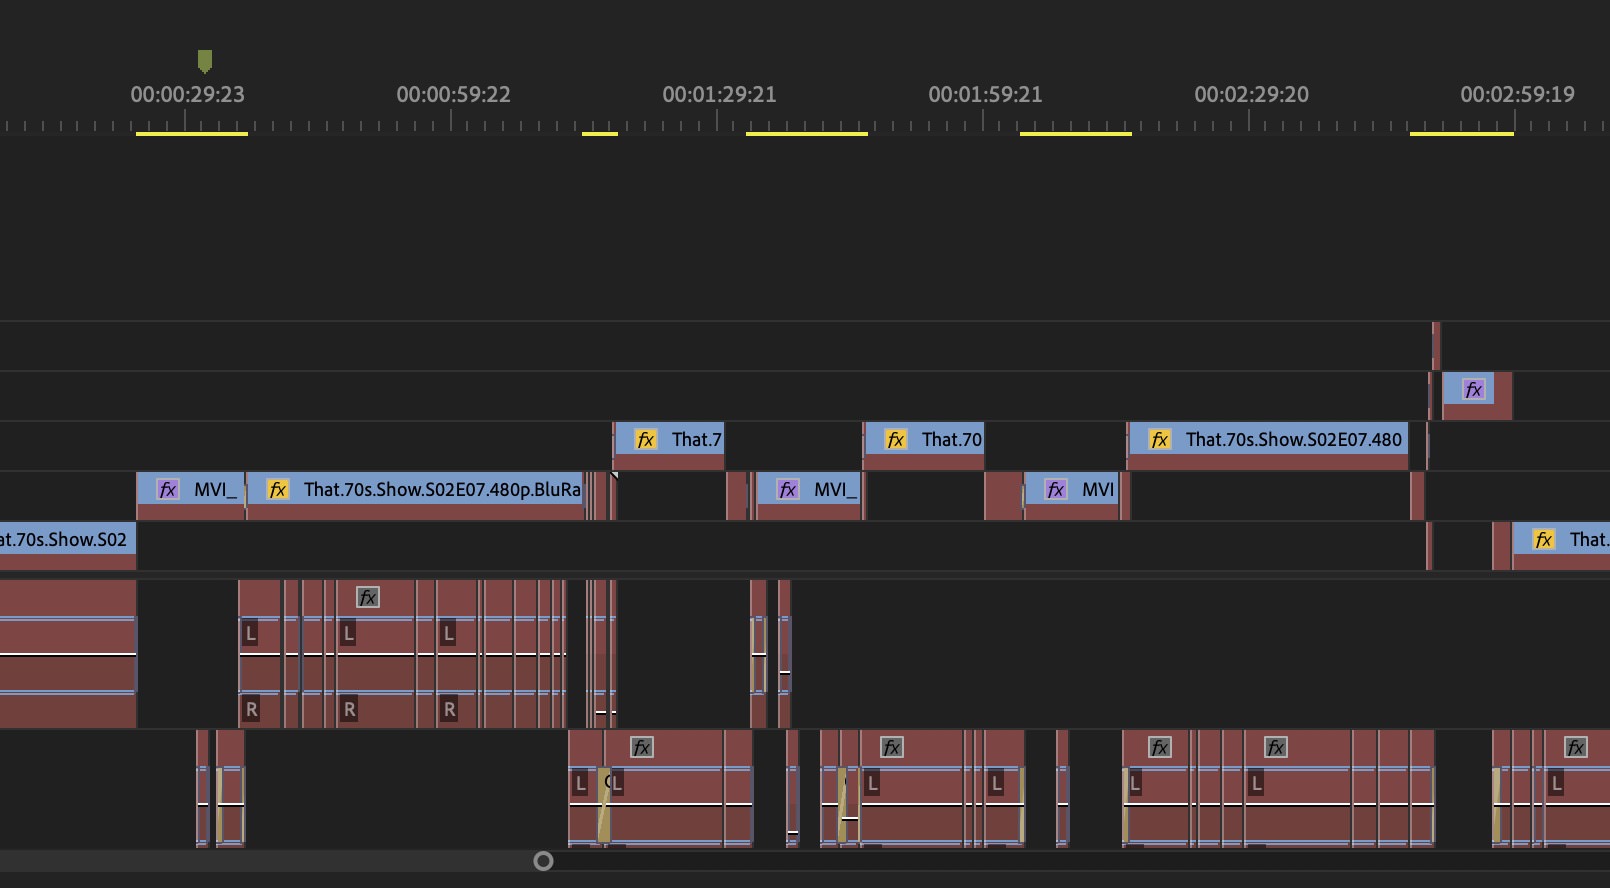 00:00:29:23 00:00:59:22 00:01:29:21 00:01:59:21 00:02:29:20 00:02:59:19
fx
fx That.7 fx That.70 fx That.70s.Show.S02E07.480
fx MVI_ fx That.70s.Show.S02E07.480p.BluRa fx MVI_ fx MVI
at.70s.Show.S02 fx That.
fx
L L L
R R R
fx fx fx fx fx
L L L L L L L